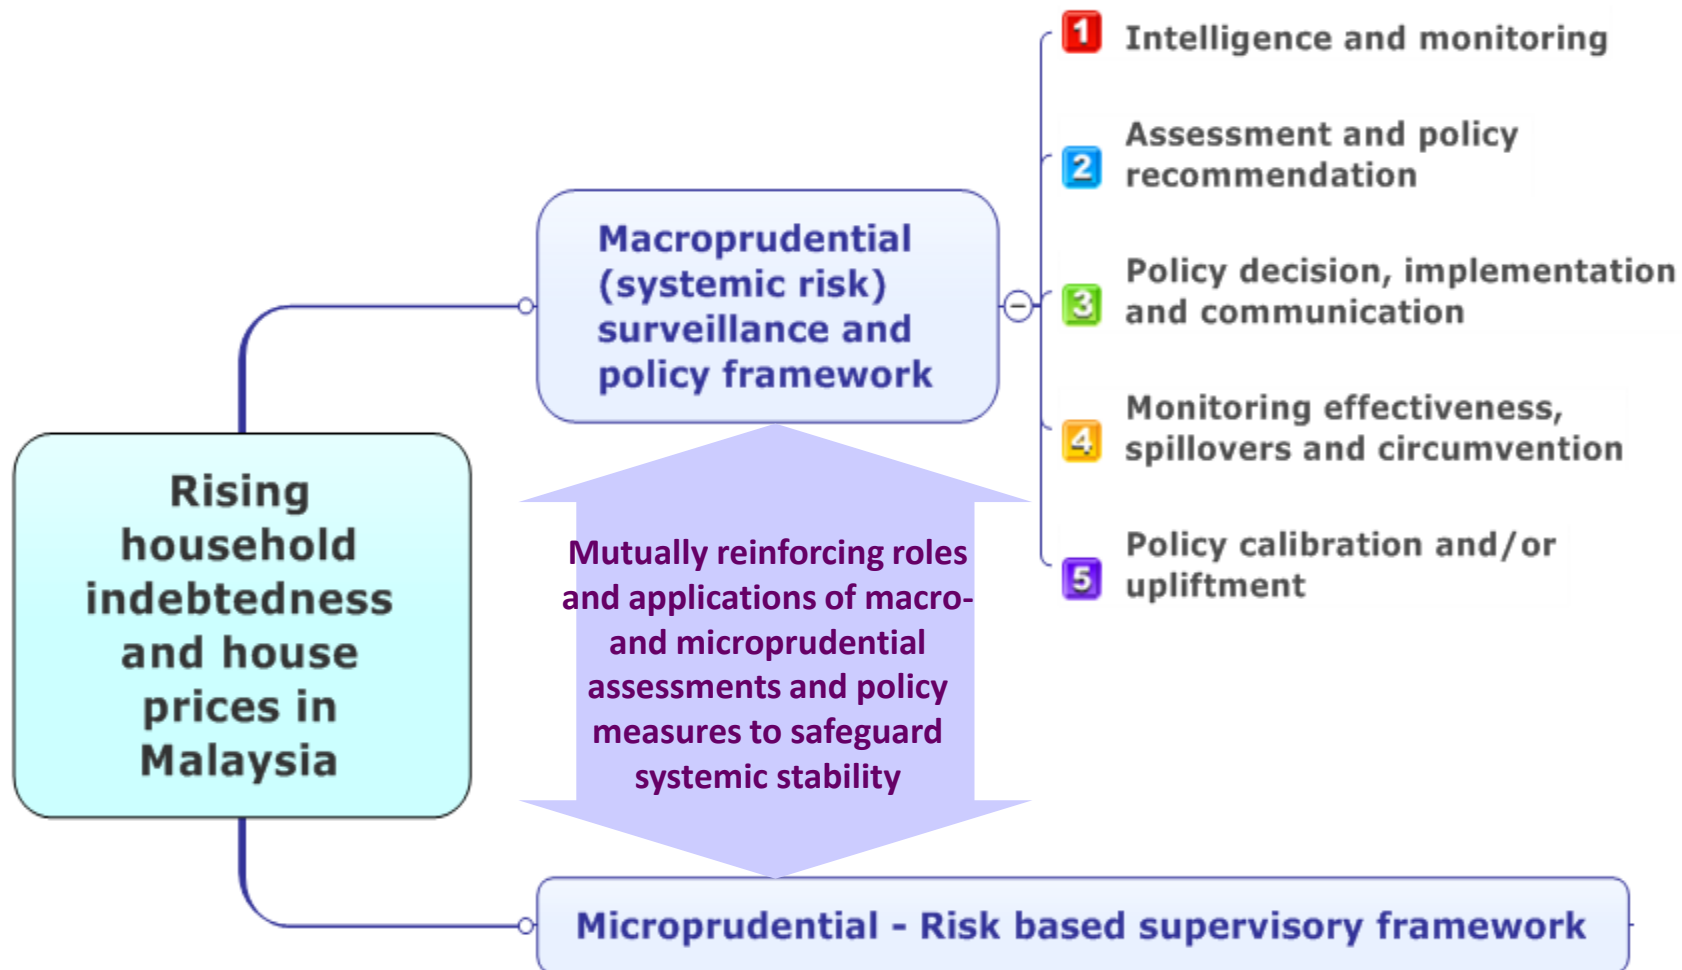 Rising
household
indebtedness
and house
prices in
Malaysia
Macroprudential
(systemic risk)
surveillance and
policy framework
1 Intelligence and monitoring
2 Assessment and policy
recommendation
3 Policy decision, implementation
and communication
4 Monitoring effectiveness,
spillovers and circumvention
5 Policy calibration and/or
upliftment
Mutually reinforcing roles
and applications of macro-
and microprudential
assessments and policy
measures to safeguard
systemic stability
Microprudential - Risk based supervisory framework